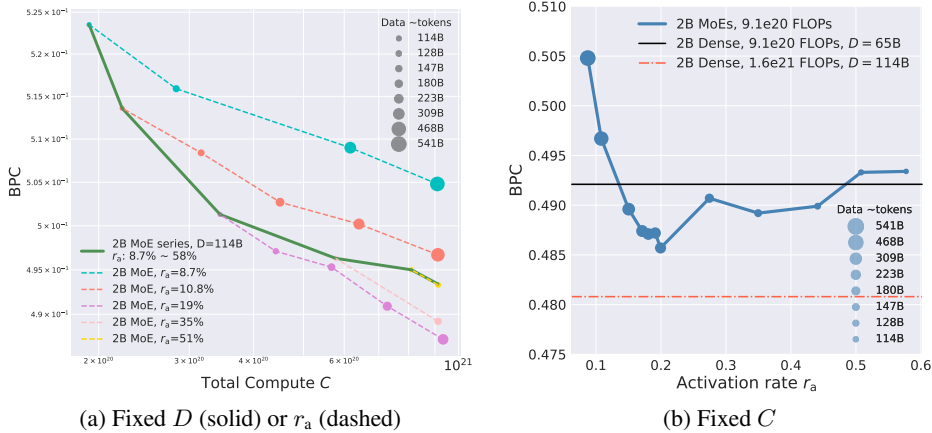 5.25 × 10⁻¹
5.2 × 10⁻¹
5.15 × 10⁻¹
5.1 × 10⁻¹
5.05 × 10⁻¹
5 × 10⁻¹
4.95 × 10⁻¹
4.9 × 10⁻¹
BPC
Data ~tokens
114B
128B
147B
180B
223B
309B
468B
541B
2B MoE series, D=114B
rₐ: 8.7% ~ 58%
2B MoE, rₐ=8.7%
2B MoE, rₐ=10.8%
2B MoE, rₐ=19%
2B MoE, rₐ=35%
2B MoE, rₐ=51%
2 × 10²⁰
3 × 10²⁰
4 × 10²⁰
6 × 10²⁰
10²¹
Total Compute C
(a) Fixed D (solid) or rₐ (dashed)
0.510
0.505
0.500
0.495
0.490
0.485
0.480
0.475
BPC
2B MoEs, 9.1e20 FLOPs
2B Dense, 9.1e20 FLOPs, D = 65B
2B Dense, 1.6e21 FLOPs, D = 114B
Data ~tokens
541B
468B
309B
223B
180B
147B
128B
114B
0.1
0.2
0.3
0.4
0.5
0.6
Activation rate rₐ
(b) Fixed C